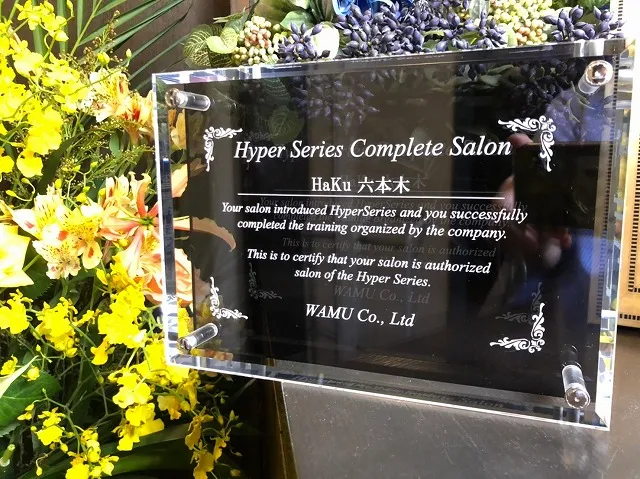 Hyper Series Complete Salon
HaKu 六本木
Your salon introduced HyperSeries and you successfully
completed the training organized by the company.
This is to certify that your salon is authorized
salon of the Hyper Series.
WAMU Co., Ltd